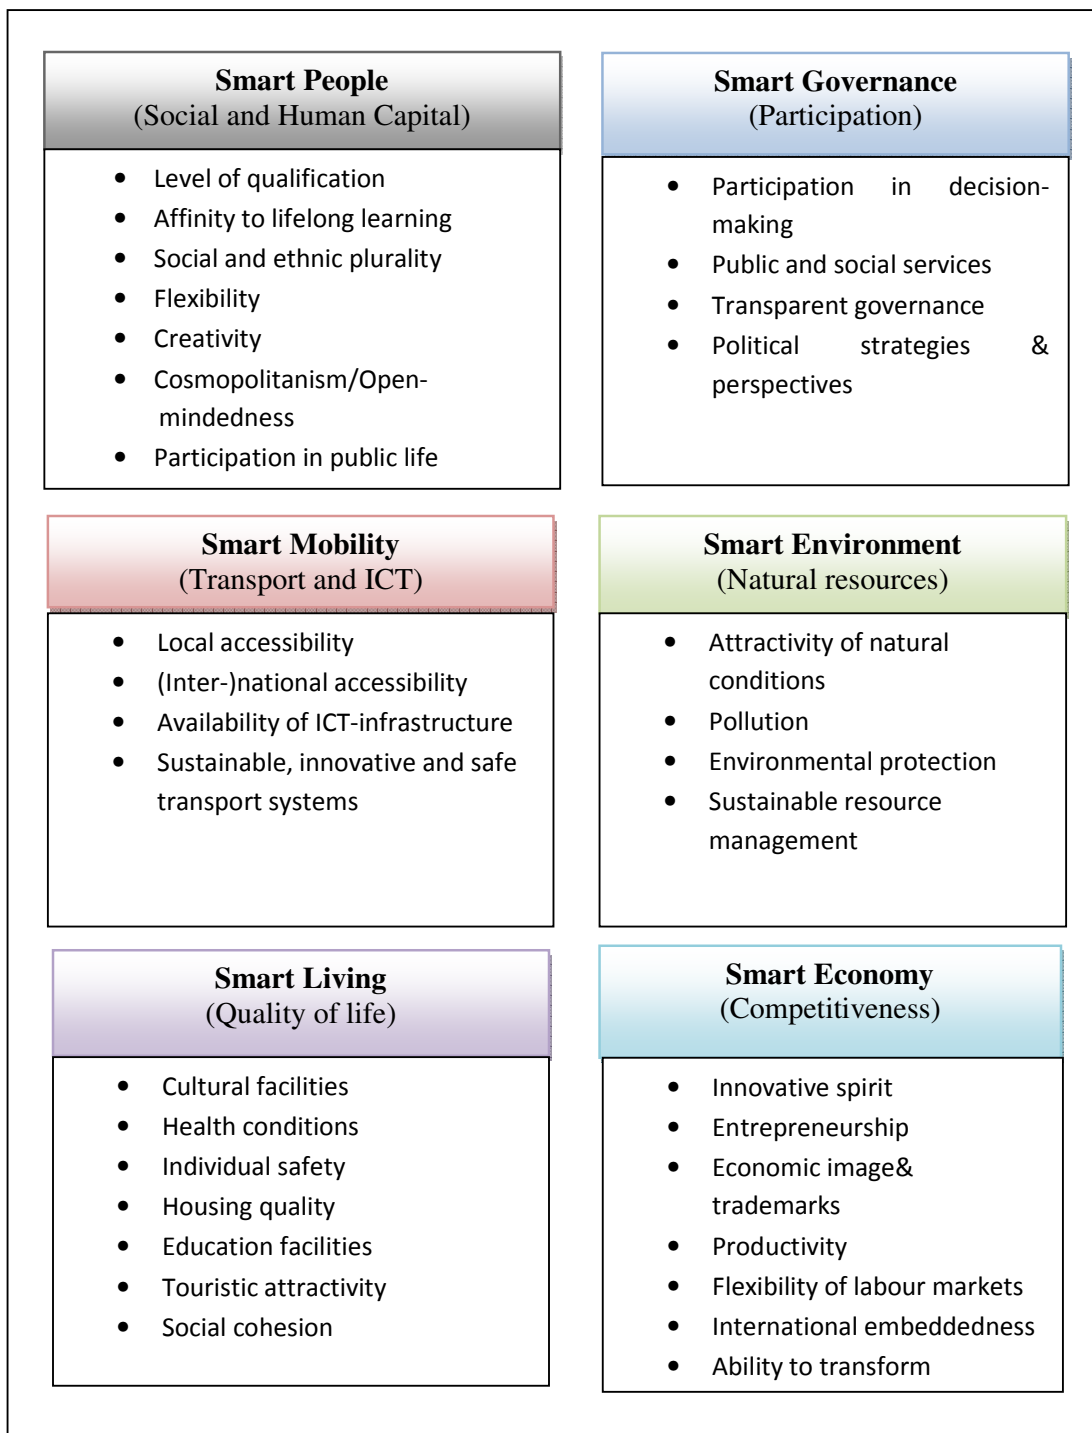 Smart People
(Social and Human Capital)
• Level of qualification
• Affinity to lifelong learning
• Social and ethnic plurality
• Flexibility
• Creativity
• Cosmopolitanism/Open-
mindedness
• Participation in public life
Smart Governance
(Participation)
• Participation in decision-
making
• Public and social services
• Transparent governance
• Political strategies &
perspectives
Smart Mobility
(Transport and ICT)
• Local accessibility
• (Inter-)national accessibility
• Availability of ICT-infrastructure
• Sustainable, innovative and safe
transport systems
Smart Environment
(Natural resources)
• Attractivity of natural
conditions
• Pollution
• Environmental protection
• Sustainable resource
management
Smart Living
(Quality of life)
• Cultural facilities
• Health conditions
• Individual safety
• Housing quality
• Education facilities
• Touristic attractivity
• Social cohesion
Smart Economy
(Competitiveness)
• Innovative spirit
• Entrepreneurship
• Economic image&
trademarks
• Productivity
• Flexibility of labour markets
• International embeddedness
• Ability to transform